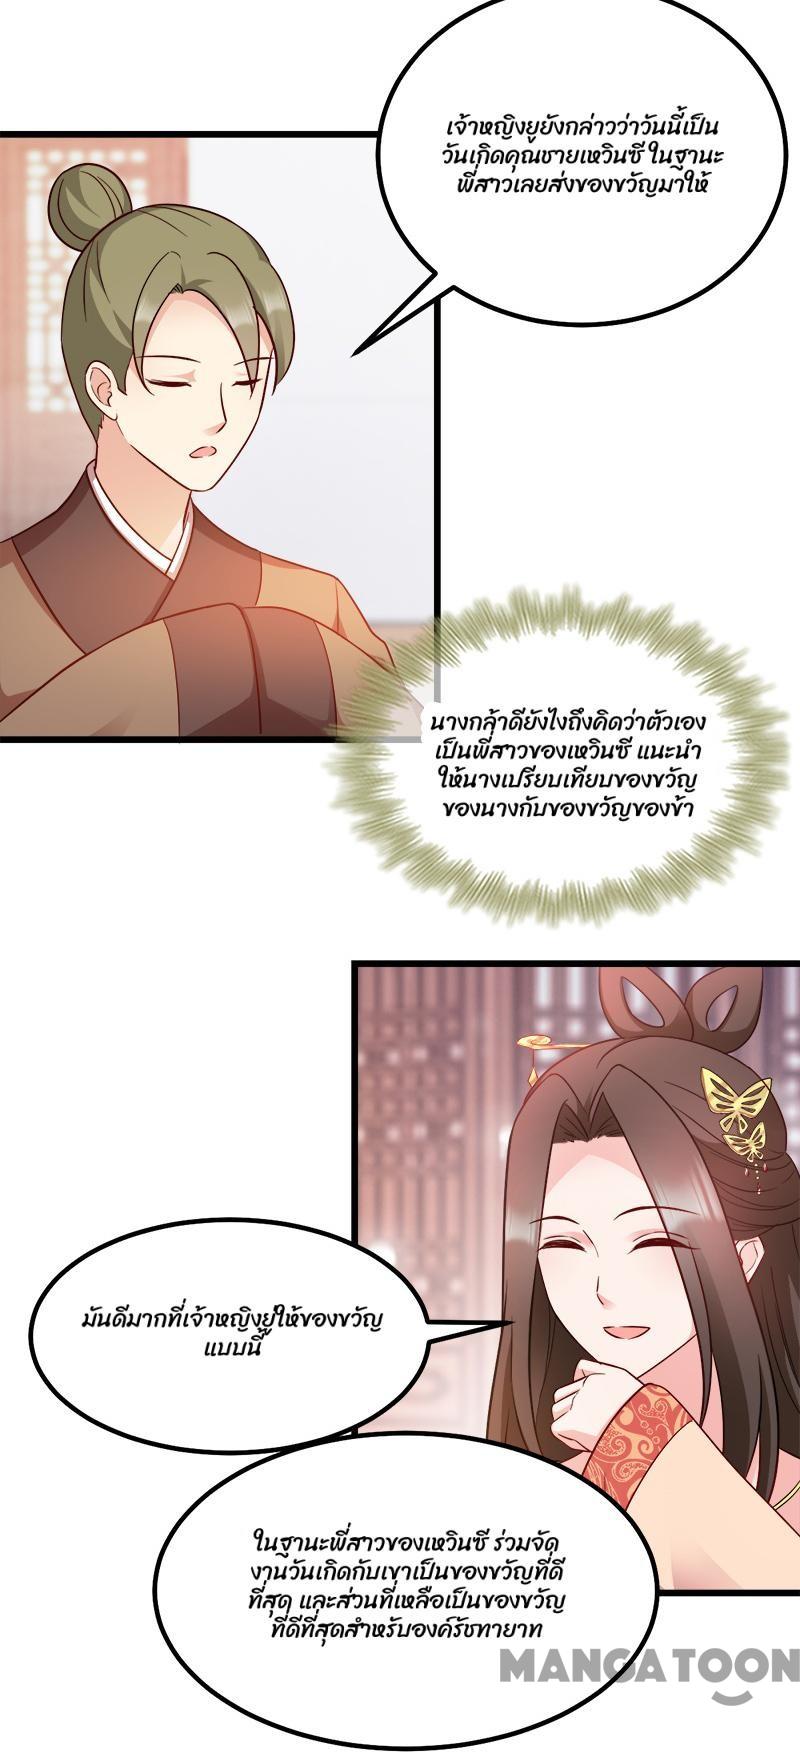 เจ้าหญิงยูยังกล่าวว่าวันนี้เป็น
วันเกิดคุณชายเหวินซี ในฐานะ
พี่สาวเลยส่งของขวัญมาให้
นางกล้าดียังไงถึงคิดว่าตัวเอง
เป็นพี่สาวของเหวินซี แนะนำ
ให้นางเปรียบเทียบของขวัญ
ของนางกับของขวัญของข้า
มันดีมากที่เจ้าหญิงยูให้ของขวัญ
แบบนี้
ในฐานะพี่สาวของเหวินซี ร่วมจัด
งานวันเกิดกับเขาเป็นของขวัญที่ดี
ที่สุด และส่วนที่เหลือเป็นของขวัญ
ที่ดีที่สุดสำหรับองค์รัชทายาท
MANGATOON